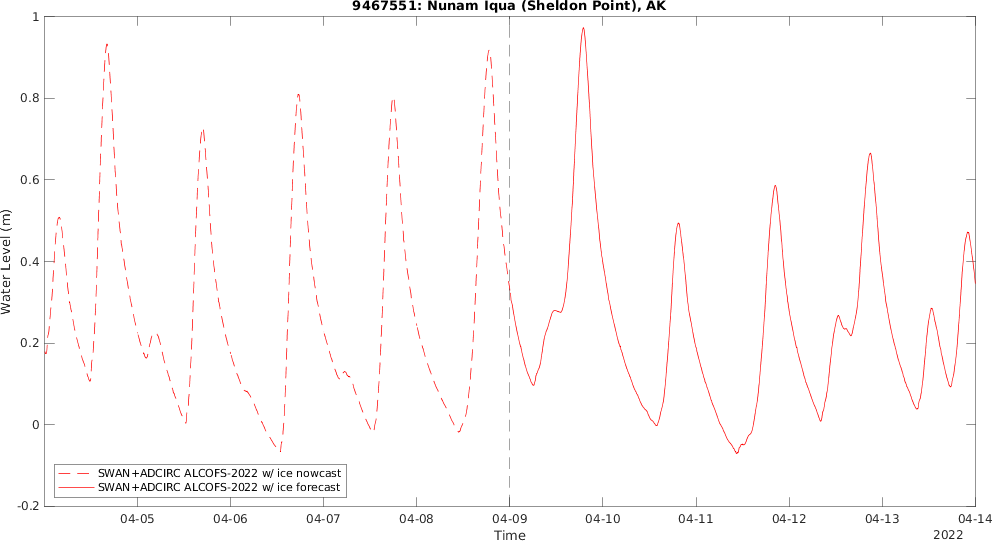 9467551: Nunam Iqua (Sheldon Point), AK
1
0.8
0.6
0.4
0.2
0
-0.2
Water Level (m)
SWAN+ADCIRC ALCOFS-2022 w/ ice nowcast
SWAN+ADCIRC ALCOFS-2022 w/ ice forecast
04-05 04-06 04-07 04-08 04-09 04-10 04-11 04-12 04-13 04-14
Time
2022